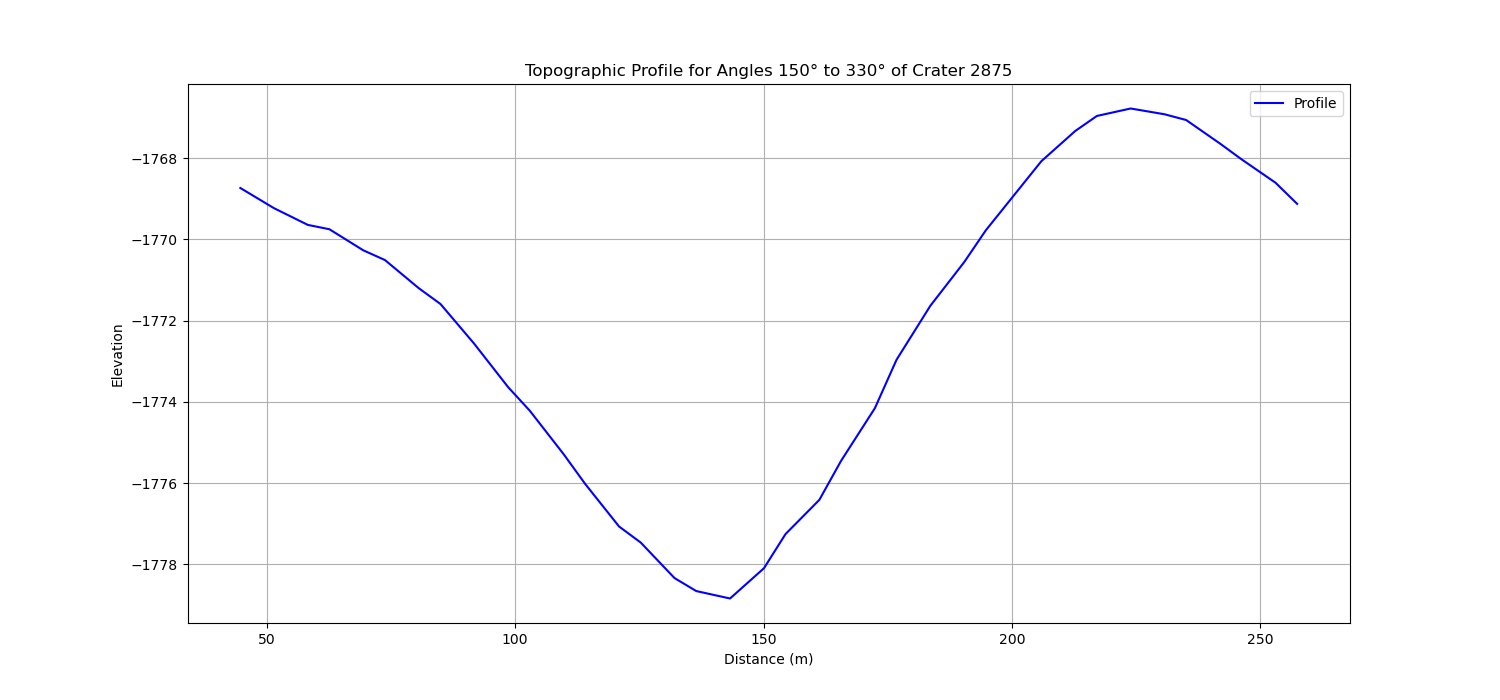 Topographic Profile for Angles 150° to 330° of Crater 2875
Profile
−1768
−1770
−1772
−1774
−1776
−1778
Elevation
50 100 150 200 250
Distance (m)